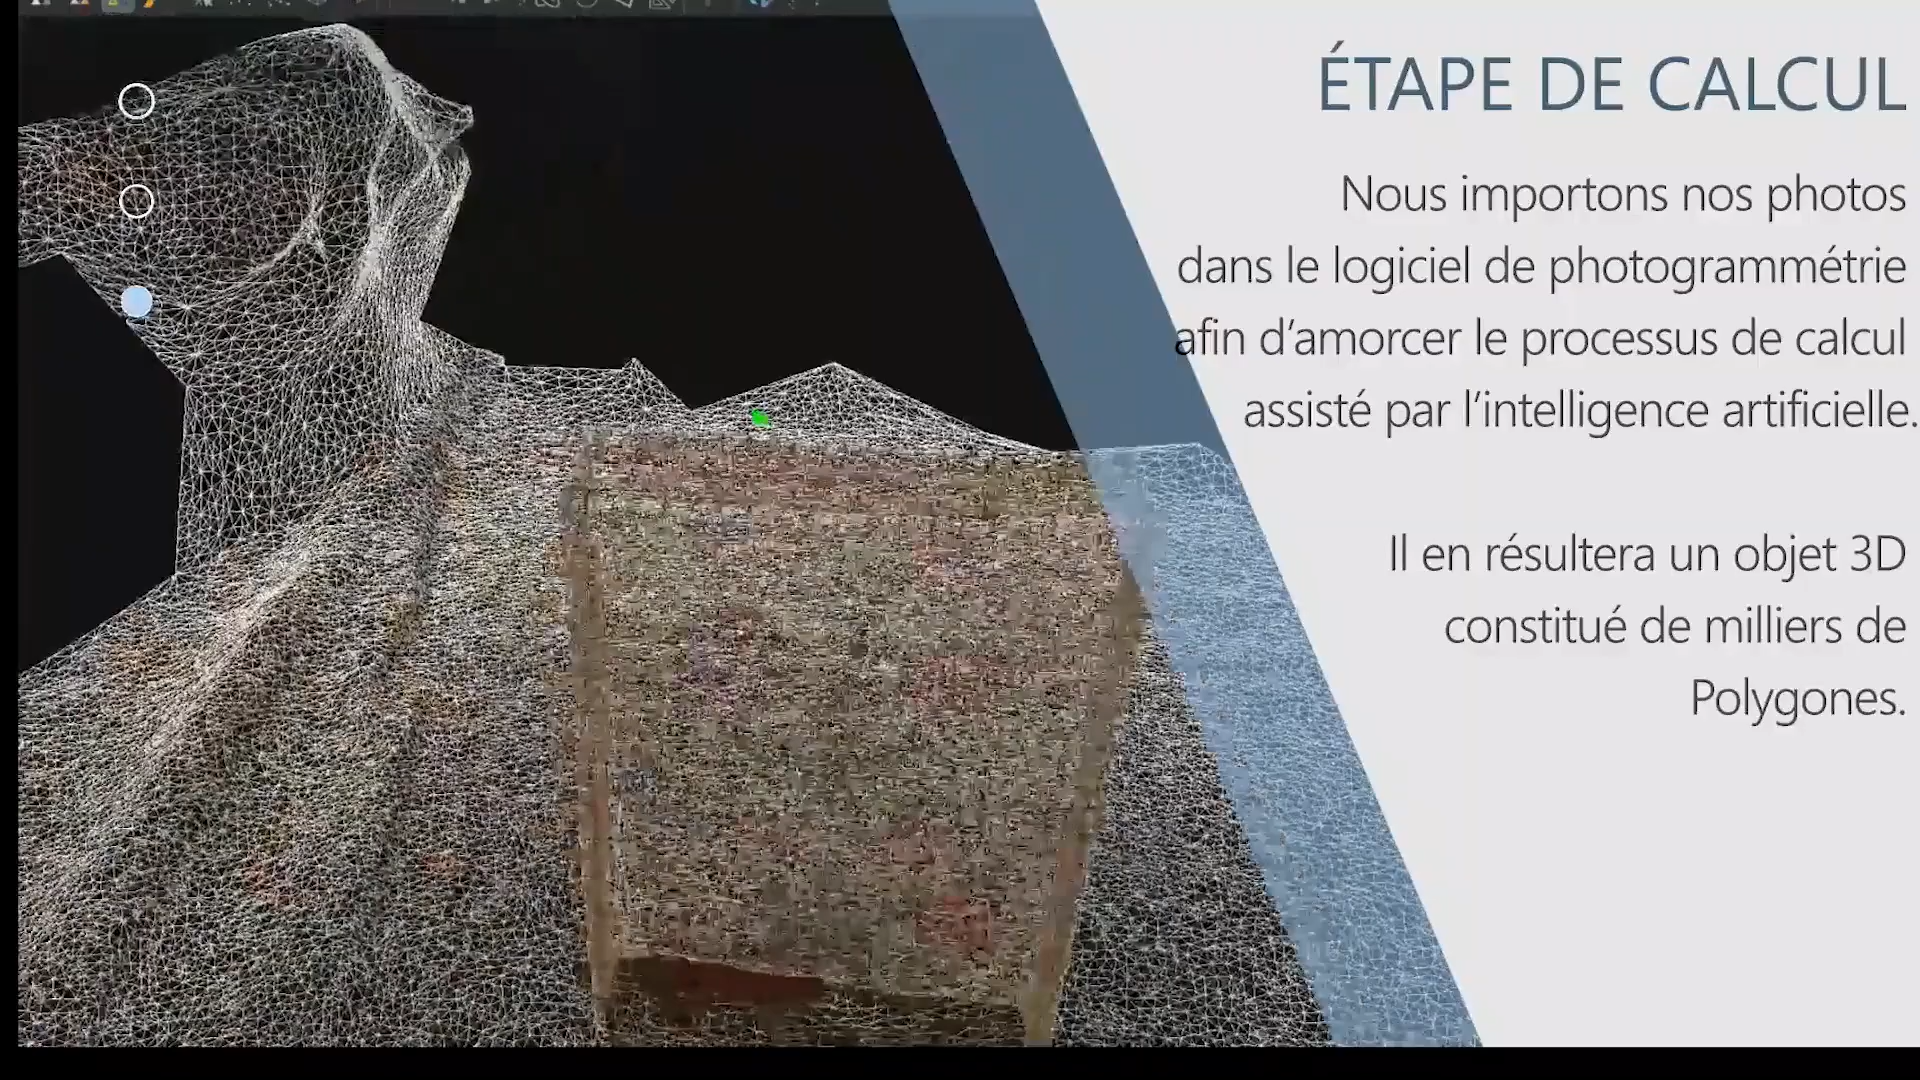 ÉTAPE DE CALCUL
Nous importons nos photos
dans le logiciel de photogrammétrie
afin d’amorcer le processus de calcul
assisté par l’intelligence artificielle.
Il en résultera un objet 3D
constitué de milliers de
Polygones.